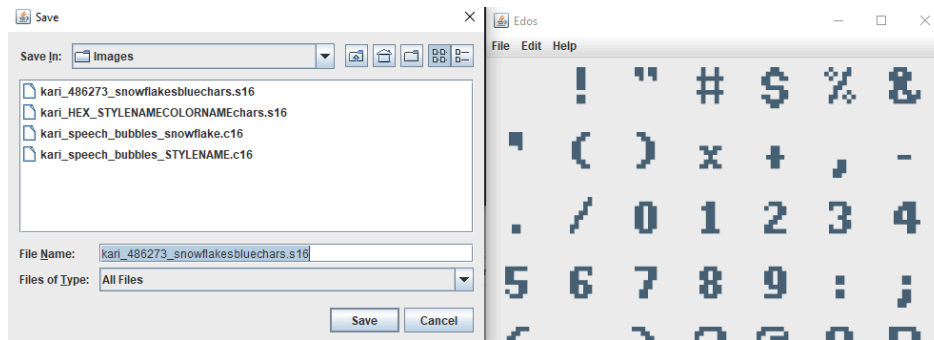 Save
Save In: Images
kari_486273_snowflakesbluechars.s16
kari_HEX_STYLENAMECOLORNAMEchars.s16
kari_speech_bubbles_snowflake.c16
kari_speech_bubbles_STYLENAME.c16
File Name: kari_486273_snowflakesbluechars.s16
Files of Type: All Files
Save Cancel
Edos
File Edit Help
! " # $ % &
' ( ) x + , -
. / 0 1 2 3 4
5 6 7 8 9 : ;